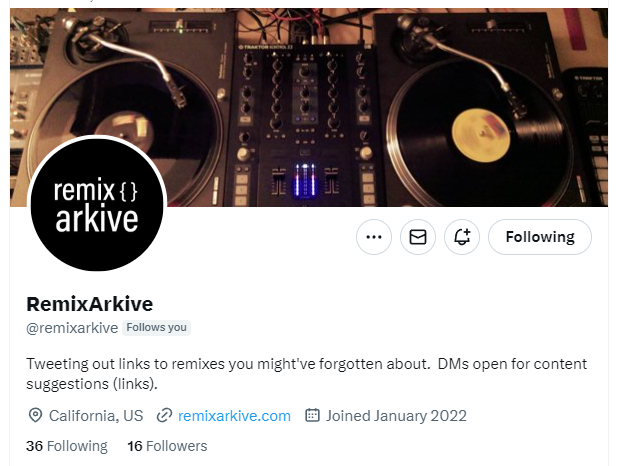 TRAKTOR KONTROL Z2
remix {}
arkive
Following
RemixArkive
@remixarkive Follows you
Tweeting out links to remixes you might've forgotten about.  DMs open for content
suggestions (links).
California, US remixarkive.com Joined January 2022
36 Following 16 Followers